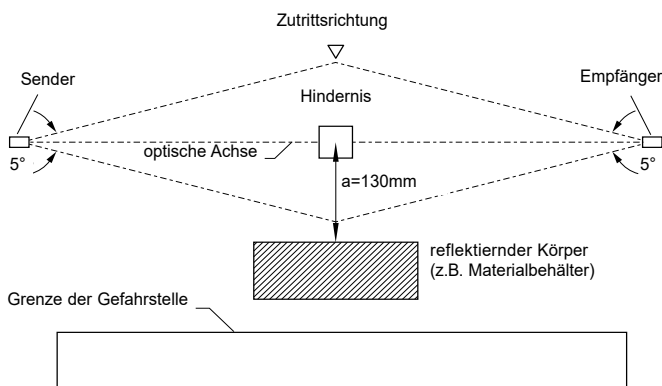 Zutrittsrichtung
Sender
Empfänger
Hindernis
optische Achse
5°
5°
a=130mm
reflektiernder Körper
(z.B. Materialbehälter)
Grenze der Gefahrstelle